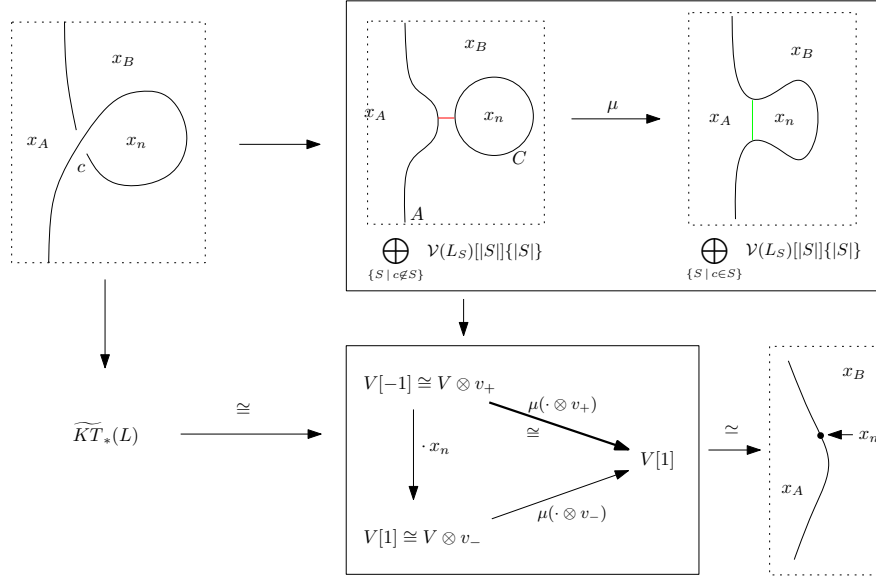 x_B
x_A
x_n
c
x_B
x_A
x_n
C
A
μ
x_B
x_A
x_n
⊕ 𝒱(L_S)[|S|]{|S|}
{S | c∉S}
⊕ 𝒱(L_S)[|S|]{|S|}
{S | c∈S}
\widetilde{KT}_*(L)
≅
V[-1] ≅ V ⊗ v_+
μ(· ⊗ v_+)
≅
· x_n
V[1]
μ(· ⊗ v_-)
V[1] ≅ V ⊗ v_-
≃
x_B
x_n
x_A